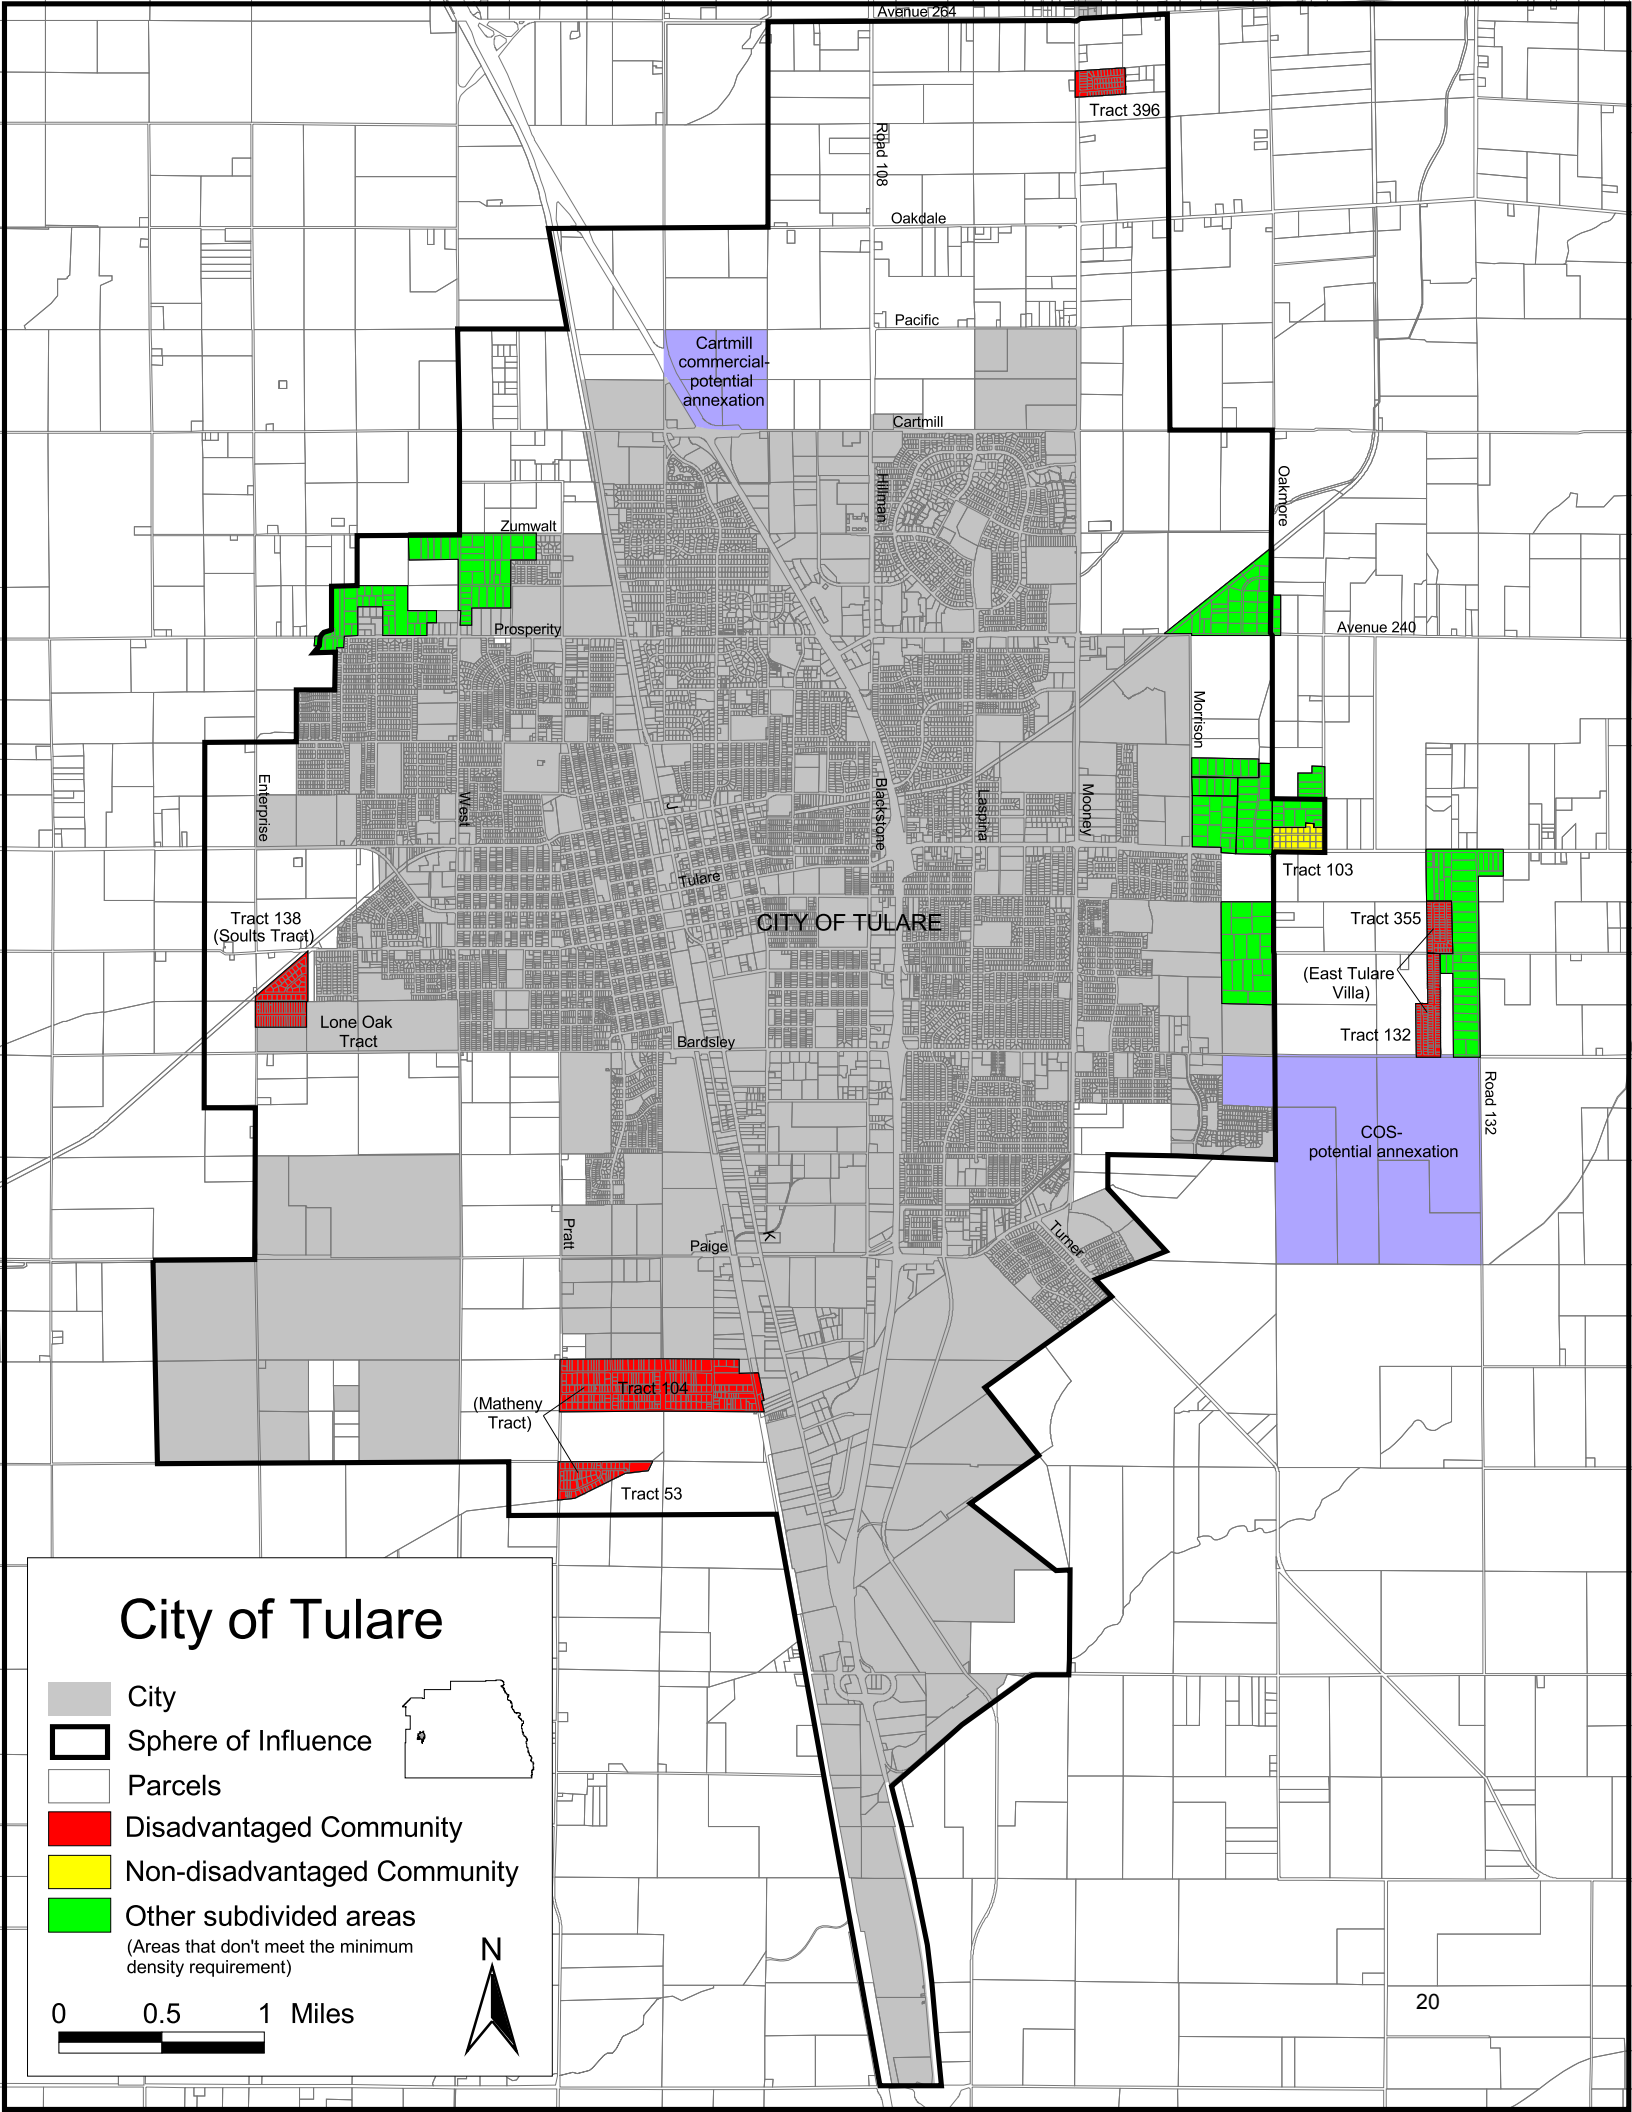 Avenue 264
Tract 396
Road 108
Oakdale
Pacific
Cartmill
commercial-
potential
annexation
Cartmill
Hillman
Oakmore
Zumwalt
Prosperity
Avenue 240
Morrison
Enterprise
West
J
Blackstone
Laspina
Mooney
Tulare
Tract 103
Tract 138
(Soults Tract)
CITY OF TULARE
Tract 355
(East Tulare
Villa)
Tract 132
Lone Oak
Tract
Bardsley
Road 132
COS-
potential annexation
Pratt
Paige
K
Turner
Tract 104
(Matheny
Tract)
Tract 53
City of Tulare
City
Sphere of Influence
Parcels
Disadvantaged Community
Non-disadvantaged Community
Other subdivided areas
(Areas that don't meet the minimum
density requirement)
N
0 0.5 1 Miles
20